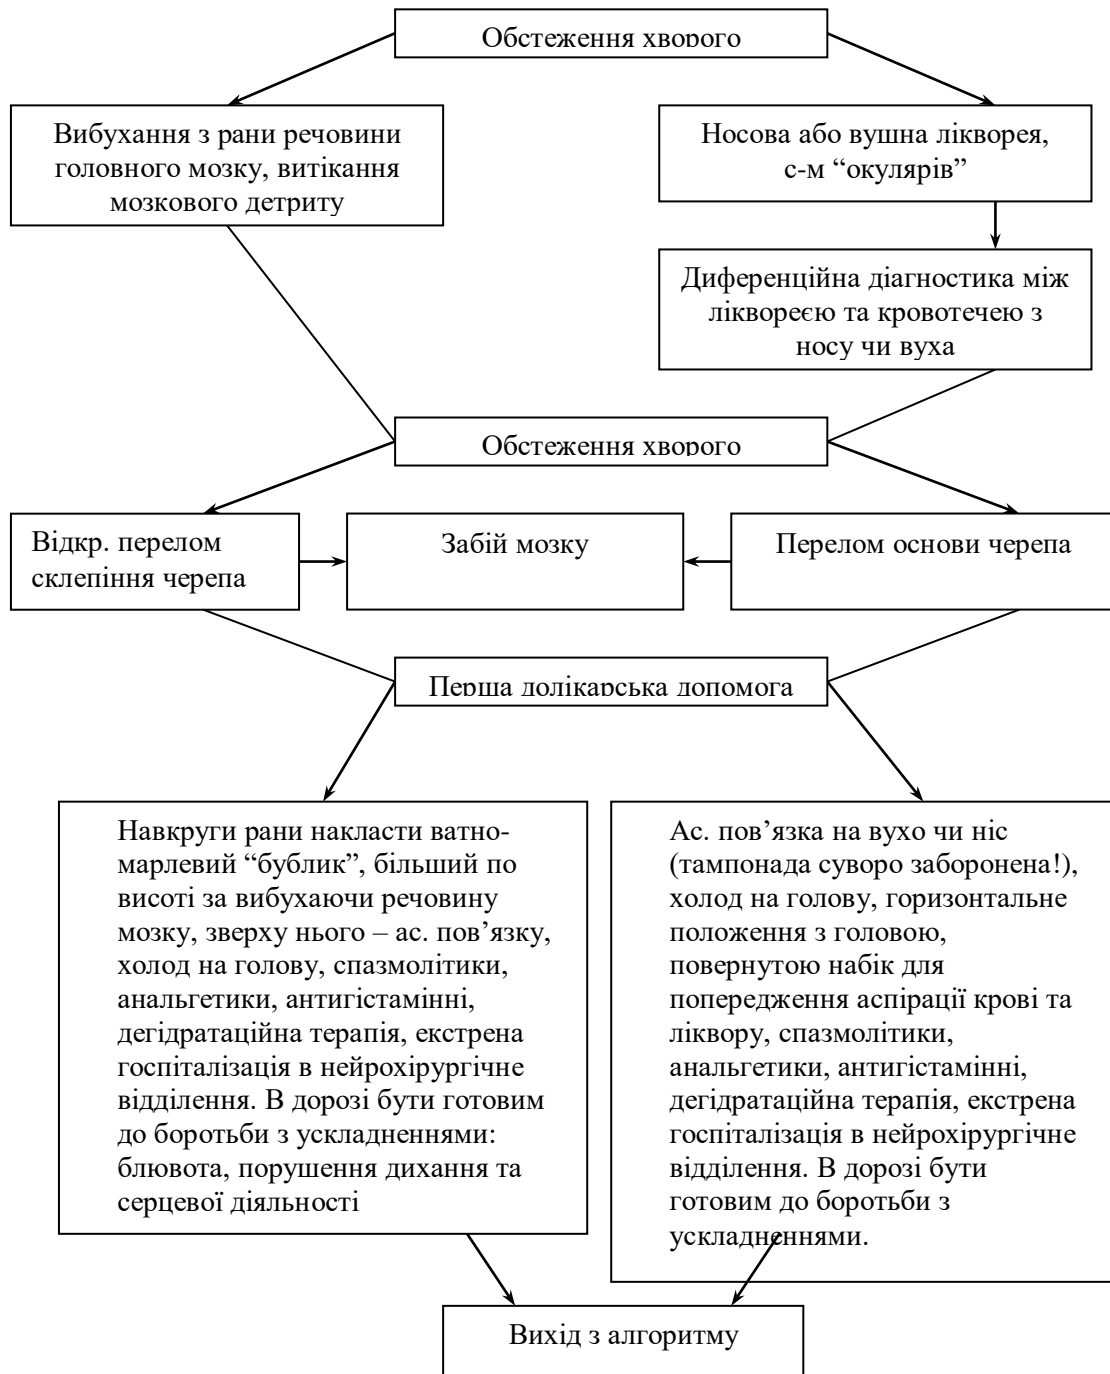 Обстеження хворого
Вибухання з рани речовини
головного мозку, витікання
мозкового детриту
Носова або вушна лікворея,
с-м “окулярів”
Диференційна діагностика між
ліквореєю та кровотечею з
носу чи вуха
Обстеження хворого
Відкр. перелом
склепіння черепа
Забій мозку
Перелом основи черепа
Перша долікарська допомога
Навкруги рани накласти ватно-
марлевий “бублик”, більший по
висоті за вибухаючи речовину
мозку, зверху нього – ас. пов’язку,
холод на голову, спазмолітики,
анальгетики, антигістамінні,
дегідратаційна терапія, екстрена
госпіталізація в нейрохірургічне
відділення. В дорозі бути готовим
до боротьби з ускладненнями:
блювота, порушення дихання та
серцевої діяльності
Ас. пов’язка на вухо чи ніс
(тампонада суворо заборонена!),
холод на голову, горизонтальне
положення з головою,
повернутою набік для
попередження аспірації крові та
ліквору, спазмолітики,
анальгетики, антигістамінні,
дегідратаційна терапія, екстрена
госпіталізація в нейрохірургічне
відділення. В дорозі бути
готовим до боротьби з
ускладненнями.
Вихід з алгоритму